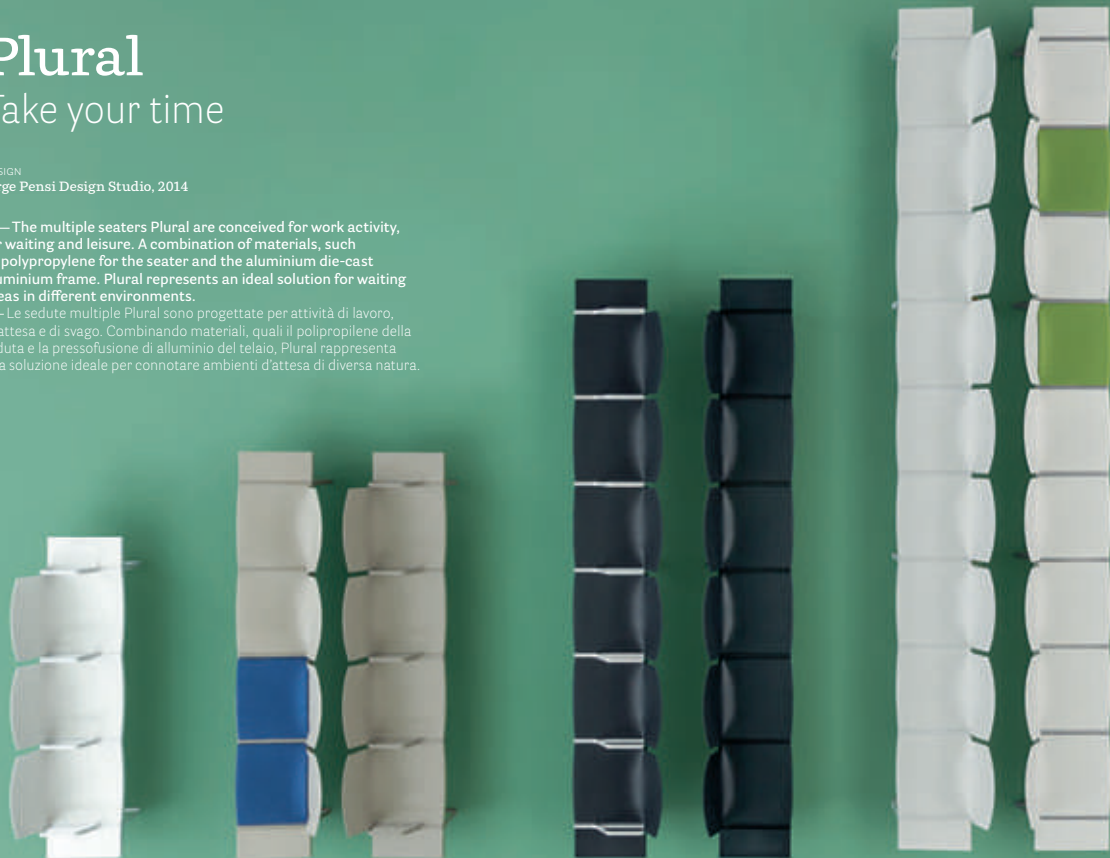 Plural
Take your time
SIGN
rge Pensi Design Studio, 2014
— The multiple seaters Plural are conceived for work activity,
r waiting and leisure. A combination of materials, such
polypropylene for the seater and the aluminium die-cast
uminium frame. Plural represents an ideal solution for waiting
eas in different environments.
– Le sedute multiple Plural sono progettate per attività di lavoro,
attesa e di svago. Combinando materiali, quali il polipropilene della
duta e la pressofusione di alluminio del telaio, Plural rappresenta
a soluzione ideale per connotare ambienti d'attesa di diversa natura.